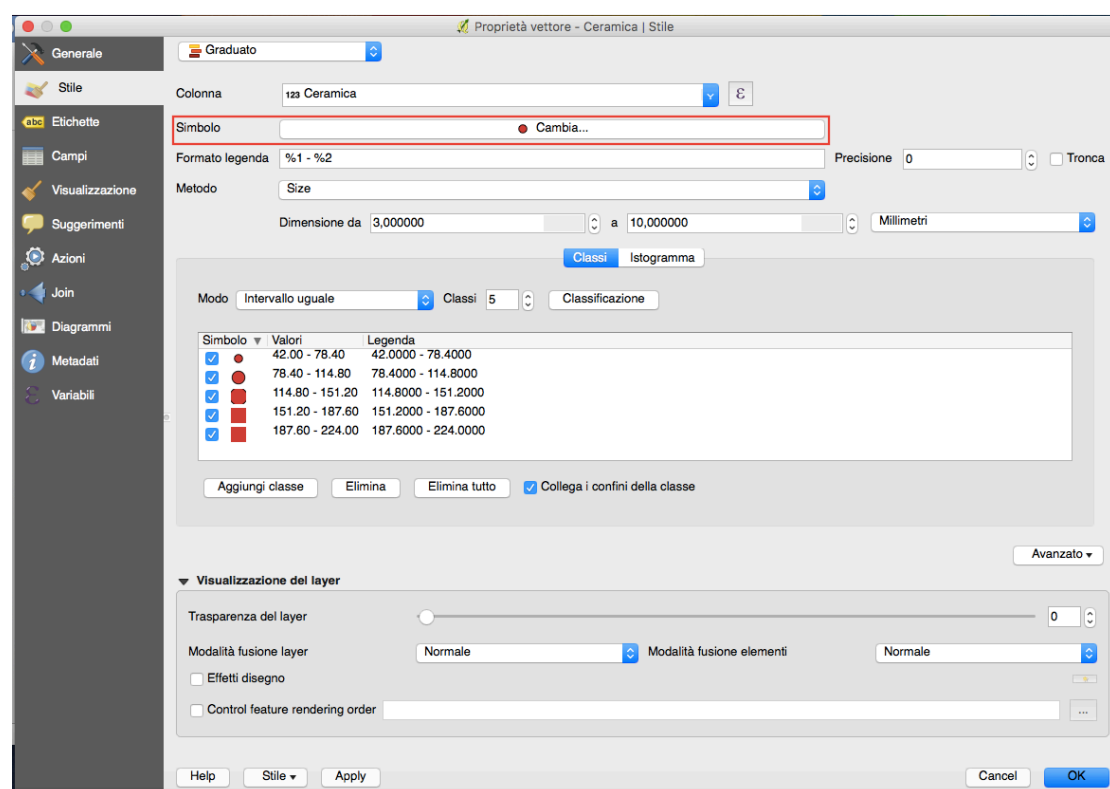 Proprietà vettore - Ceramica | Stile
Generale
Stile
abc Etichette
Campi
Visualizzazione
Suggerimenti
Azioni
Join
Diagrammi
Metadati
Variabili
Graduato
Colonna 123 Ceramica ε
Simbolo Cambia...
Formato legenda %1 - %2 Precisione 0 Tronca
Metodo Size
Dimensione da 3,000000 a 10,000000 Millimetri
Classi Istogramma
Modo Intervallo uguale Classi 5 Classificazione
Simbolo Valori Legenda
42.00 - 78.40 42.0000 - 78.4000
78.40 - 114.80 78.4000 - 114.8000
114.80 - 151.20 114.8000 - 151.2000
151.20 - 187.60 151.2000 - 187.6000
187.60 - 224.00 187.6000 - 224.0000
Aggiungi classe Elimina Elimina tutto Collega i confini della classe
Avanzato
Visualizzazione del layer
Trasparenza del layer 0
Modalità fusione layer Normale Modalità fusione elementi Normale
Effetti disegno
Control feature rendering order ...
Help Stile Apply Cancel OK